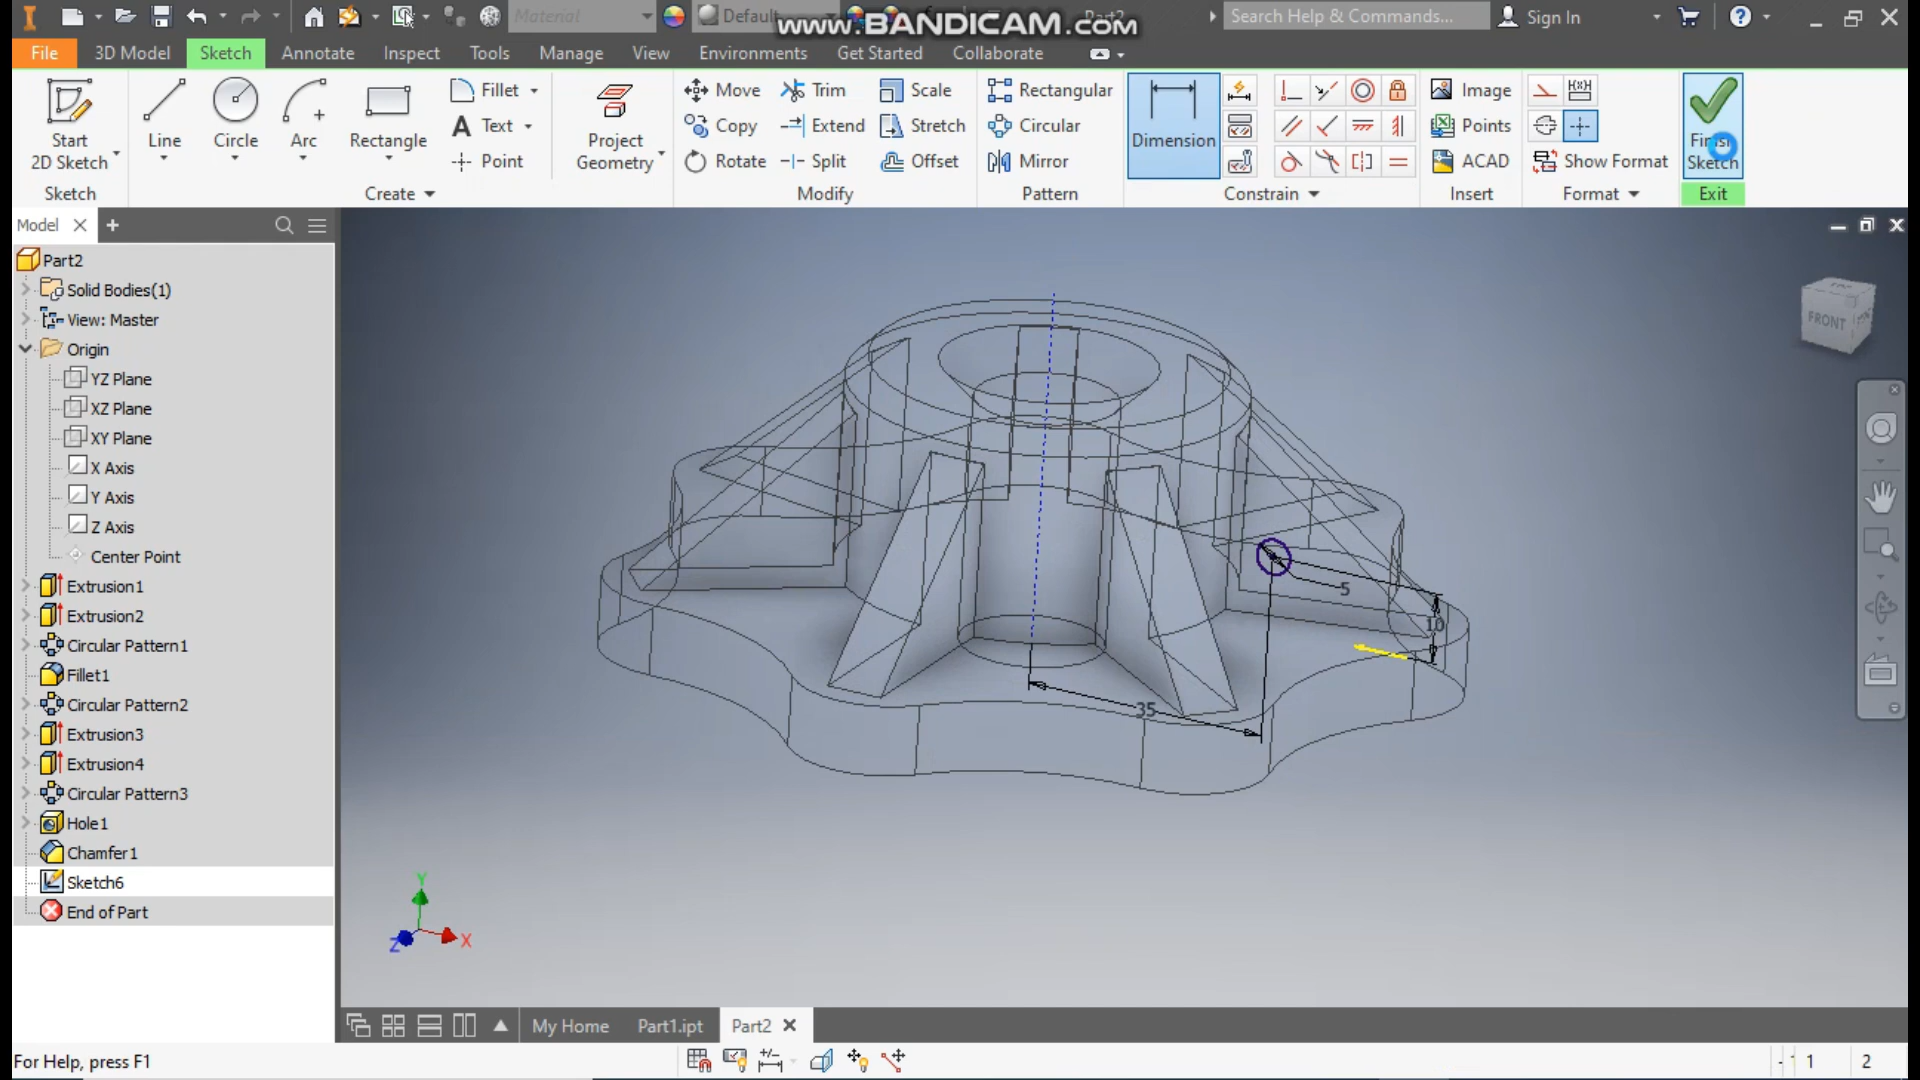 Material
Default
www.BANDICAM.com
Part2
Search Help & Commands...
Sign In
File
3D Model
Sketch
Annotate
Inspect
Tools
Manage
View
Environments
Get Started
Collaborate
Start
2D Sketch
Line
Circle
Arc
Rectangle
Fillet
Text
Point
Project
Geometry
Move
Copy
Rotate
Trim
Extend
Split
Scale
Stretch
Offset
Rectangular
Circular
Mirror
Dimension
Image
Points
ACAD
Show Format
Finish
Sketch
Sketch
Create
Modify
Pattern
Constrain
Insert
Format
Exit
Model
Part2
Solid Bodies(1)
View: Master
Origin
YZ Plane
XZ Plane
XY Plane
X Axis
Y Axis
Z Axis
Center Point
Extrusion1
Extrusion2
Circular Pattern1
Fillet1
Circular Pattern2
Extrusion3
Extrusion4
Circular Pattern3
Hole1
Chamfer1
Sketch6
End of Part
FRONT
5
10
35
Y
Z
X
My Home
Part1.ipt
Part2
For Help, press F1
1
2